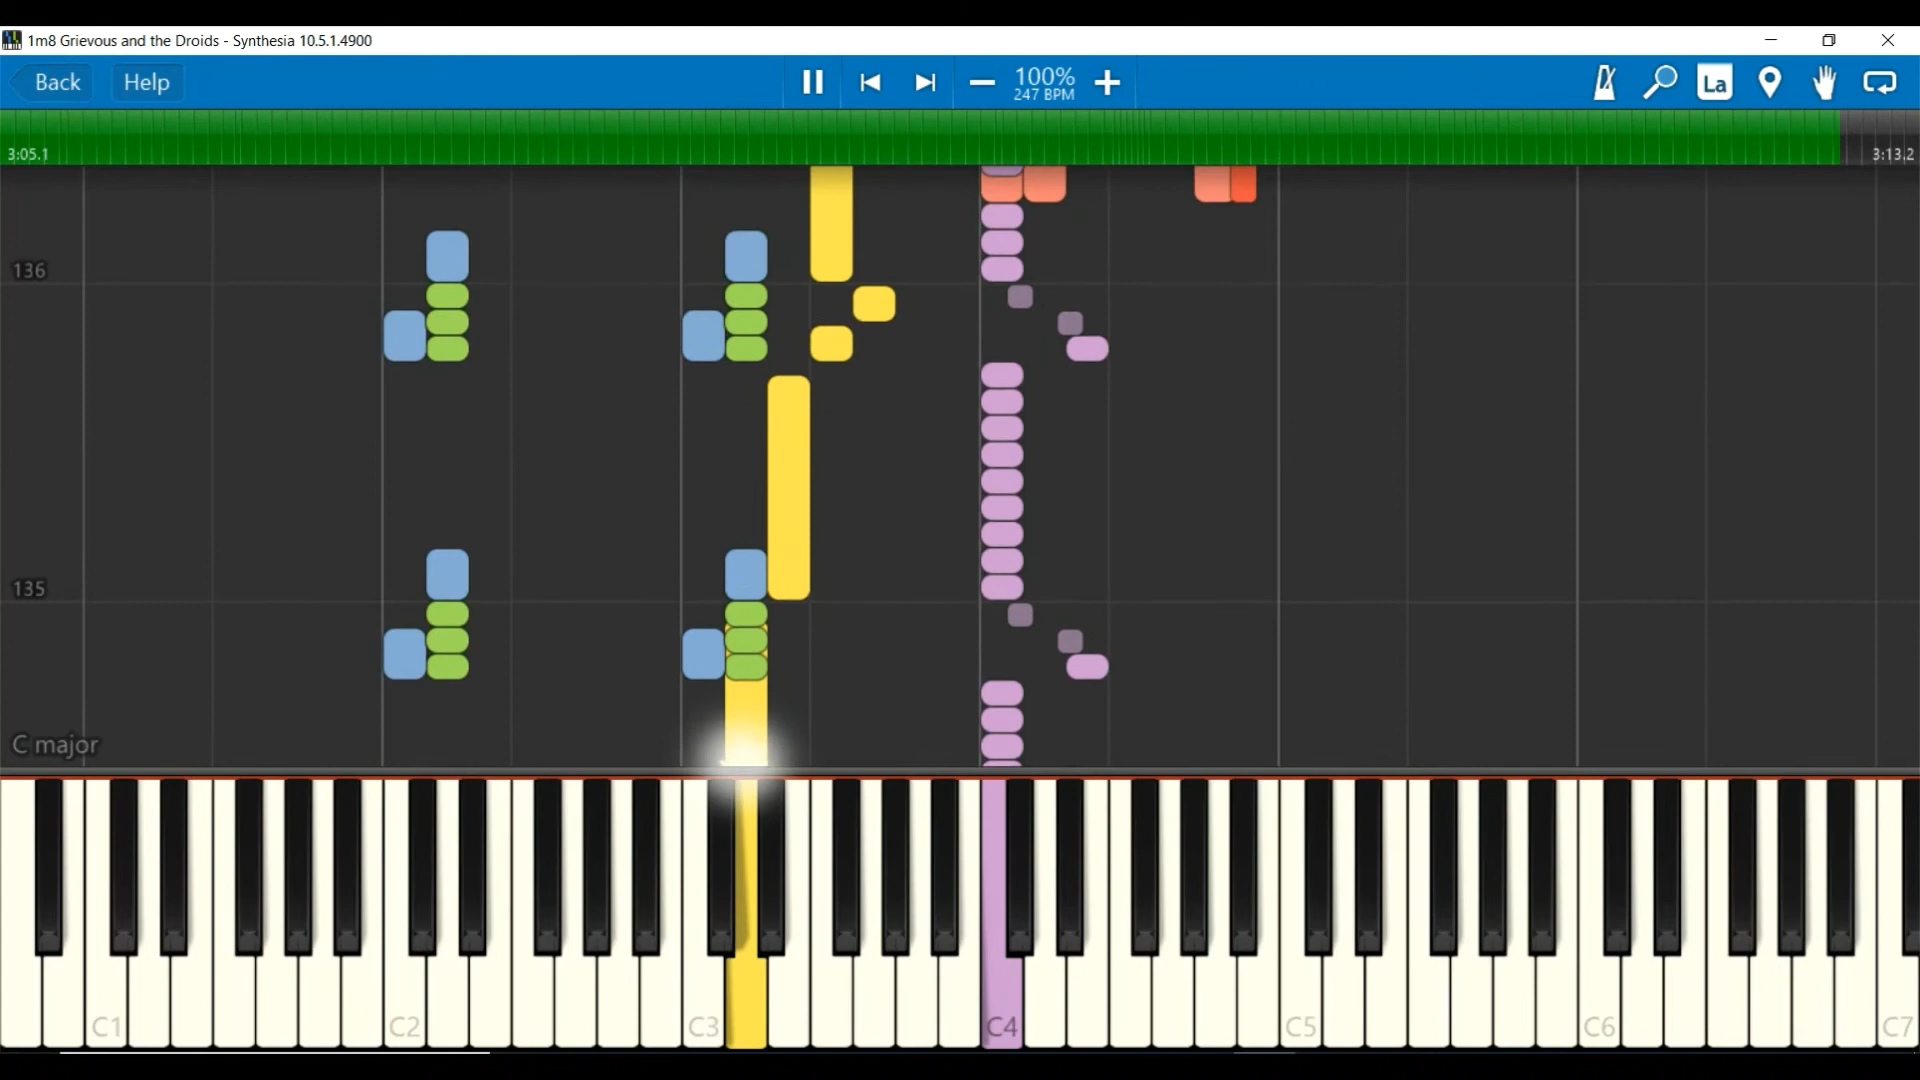 1m8 Grievous and the Droids - Synthesia 10.5.1.4900
Back Help 100% La
247 BPM
3:05.1 3:13.2
136
135
C major
C1 C2 C3 C4 C5 C6 C7